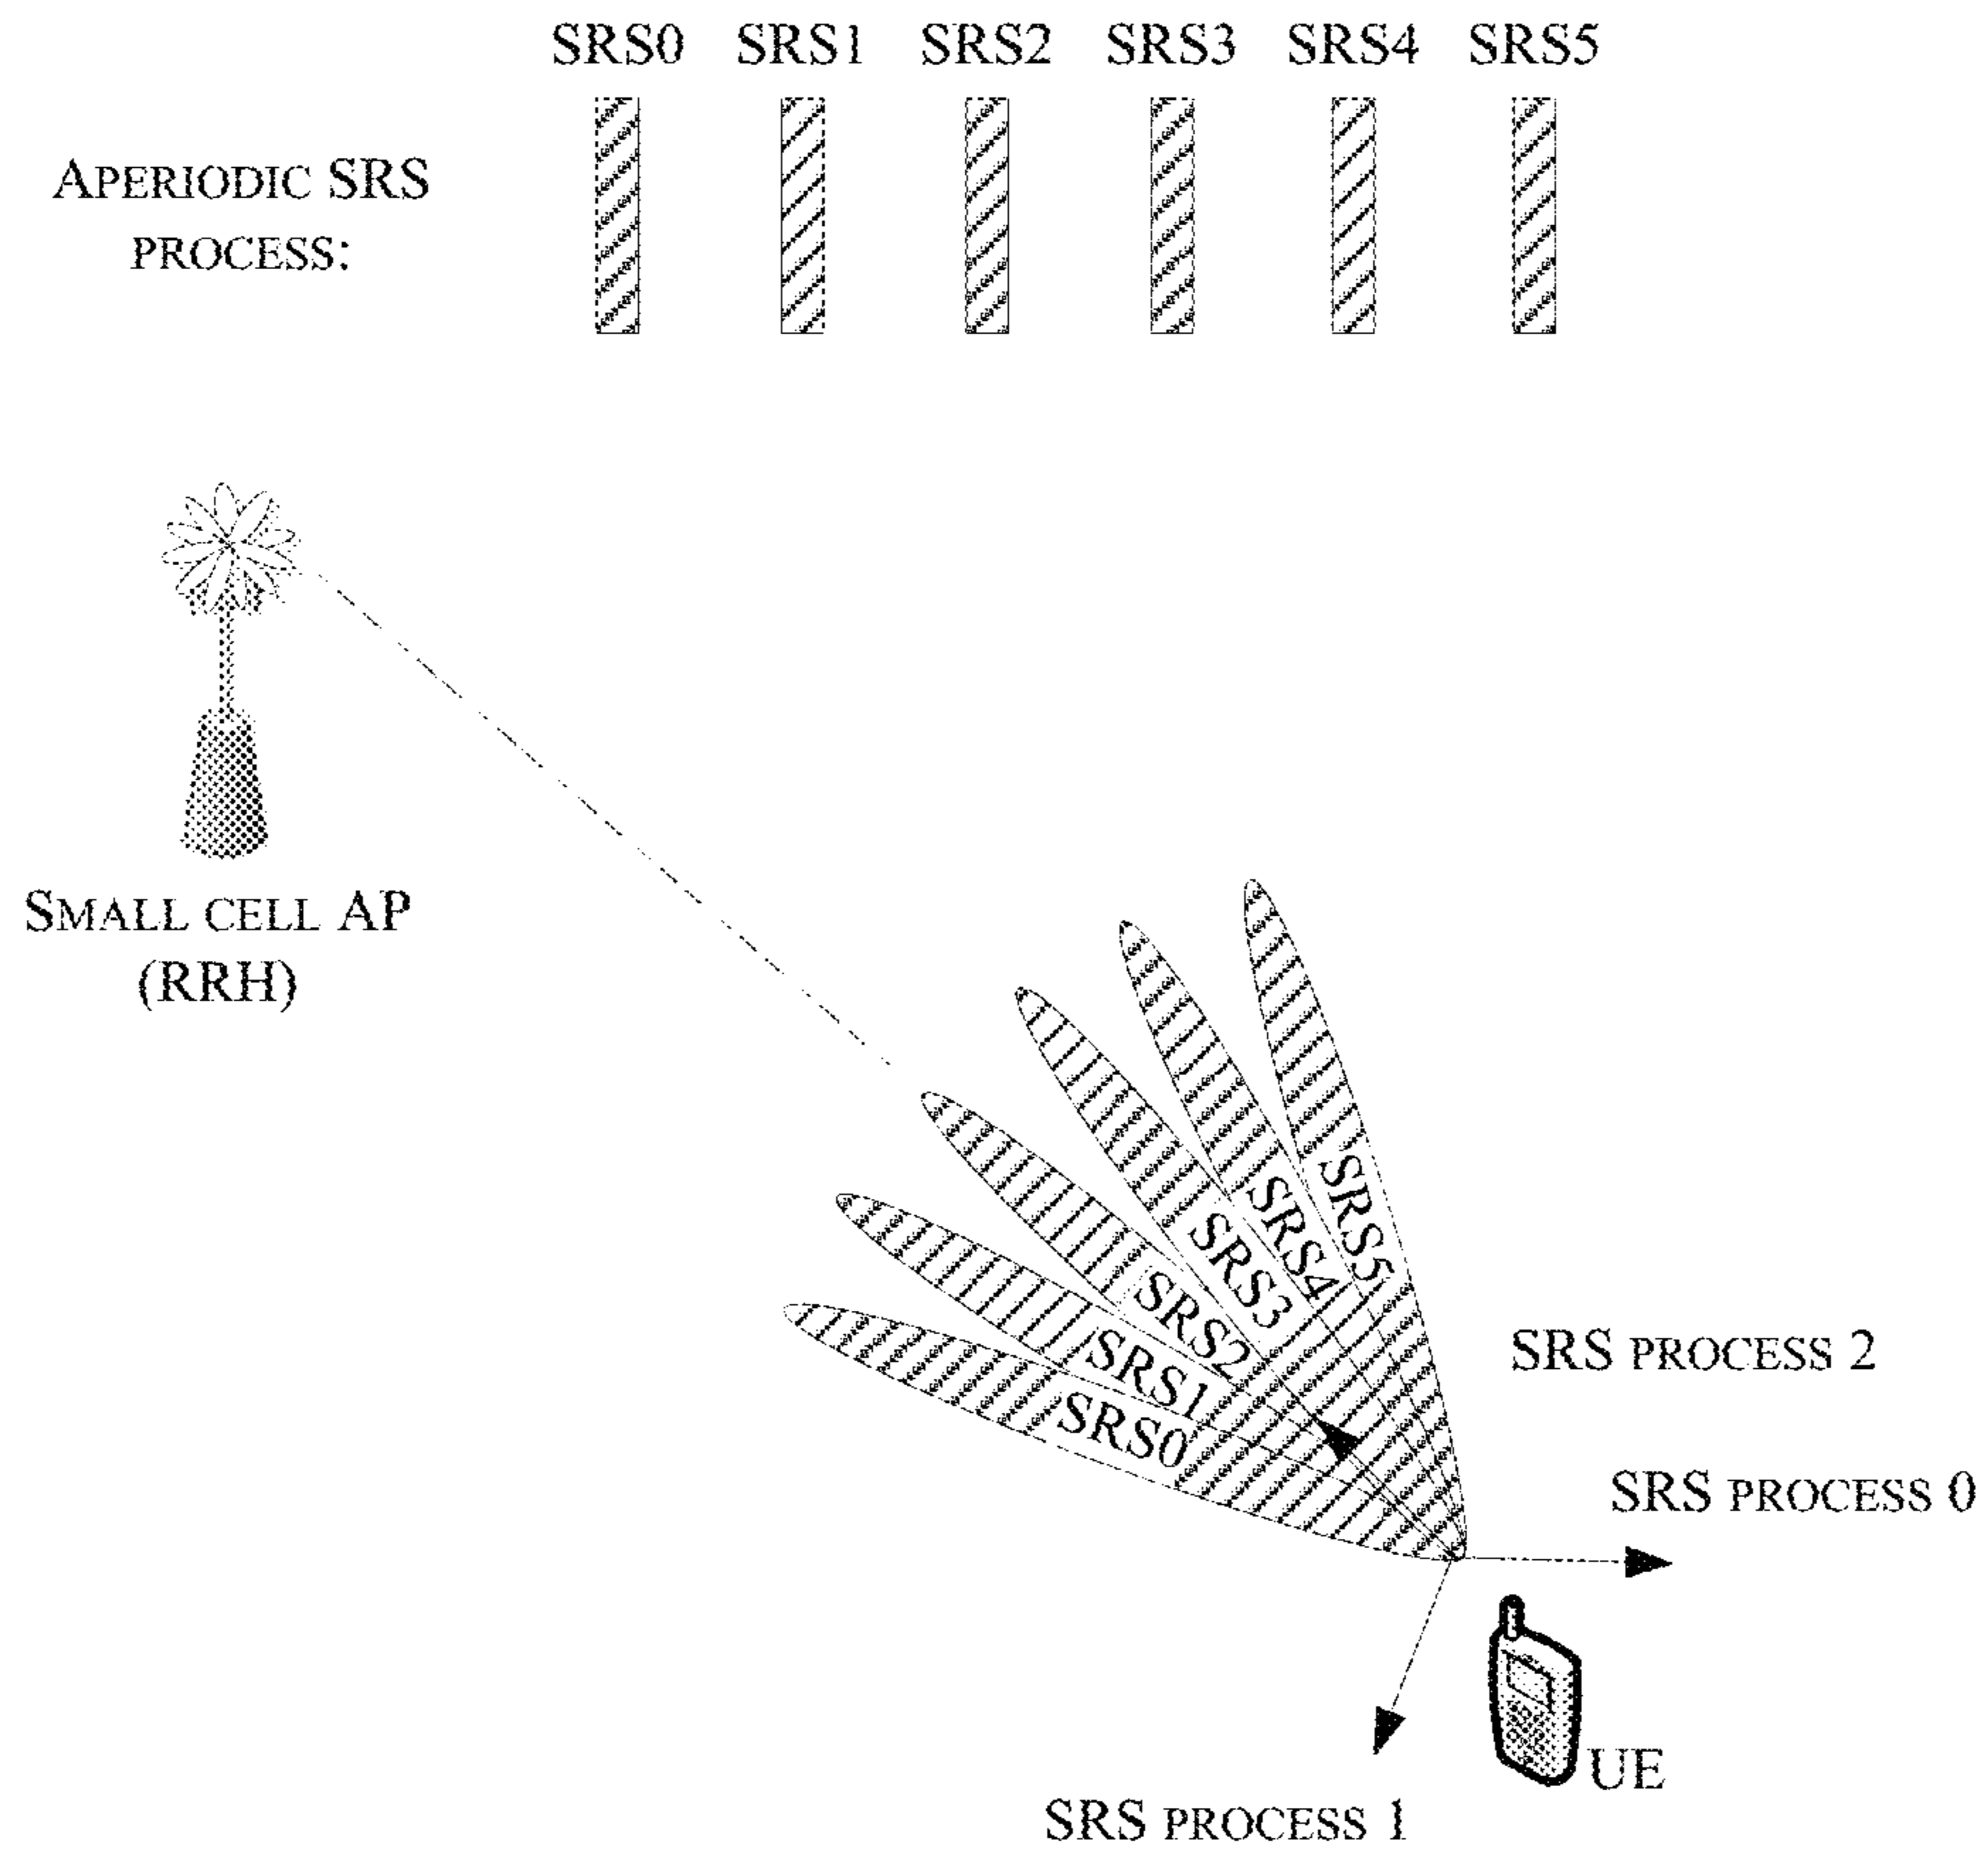 SRS0 SRS1 SRS2 SRS3 SRS4 SRS5
APERIODIC SRS
PROCESS:
SMALL CELL AP
(RRH)
SRS5
SRS4
SRS3
SRS2
SRS1
SRS0
SRS PROCESS 2
SRS PROCESS 0
UE
SRS PROCESS 1